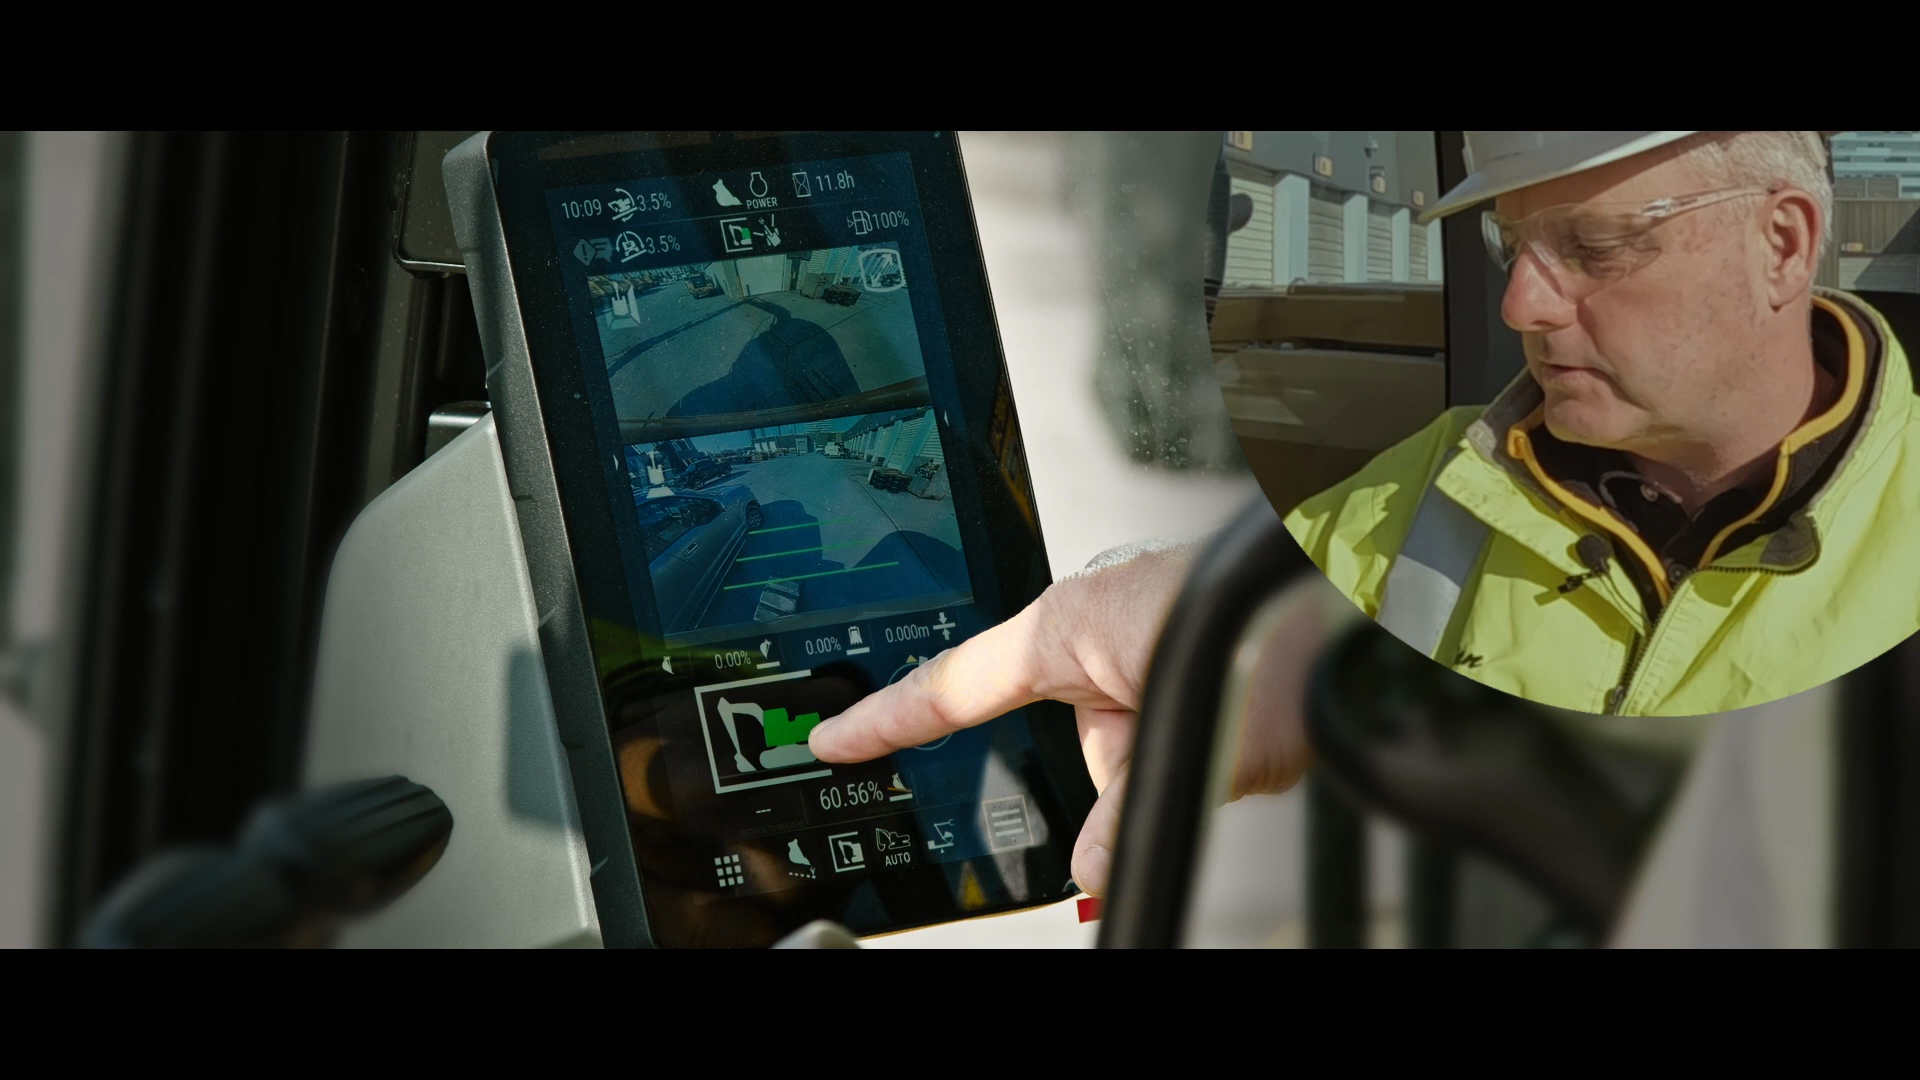 10:09 3.5% POWER 11.8h
3.5% 100%
0.00% 0.00% 0.000m
60.56%
---
AUTO